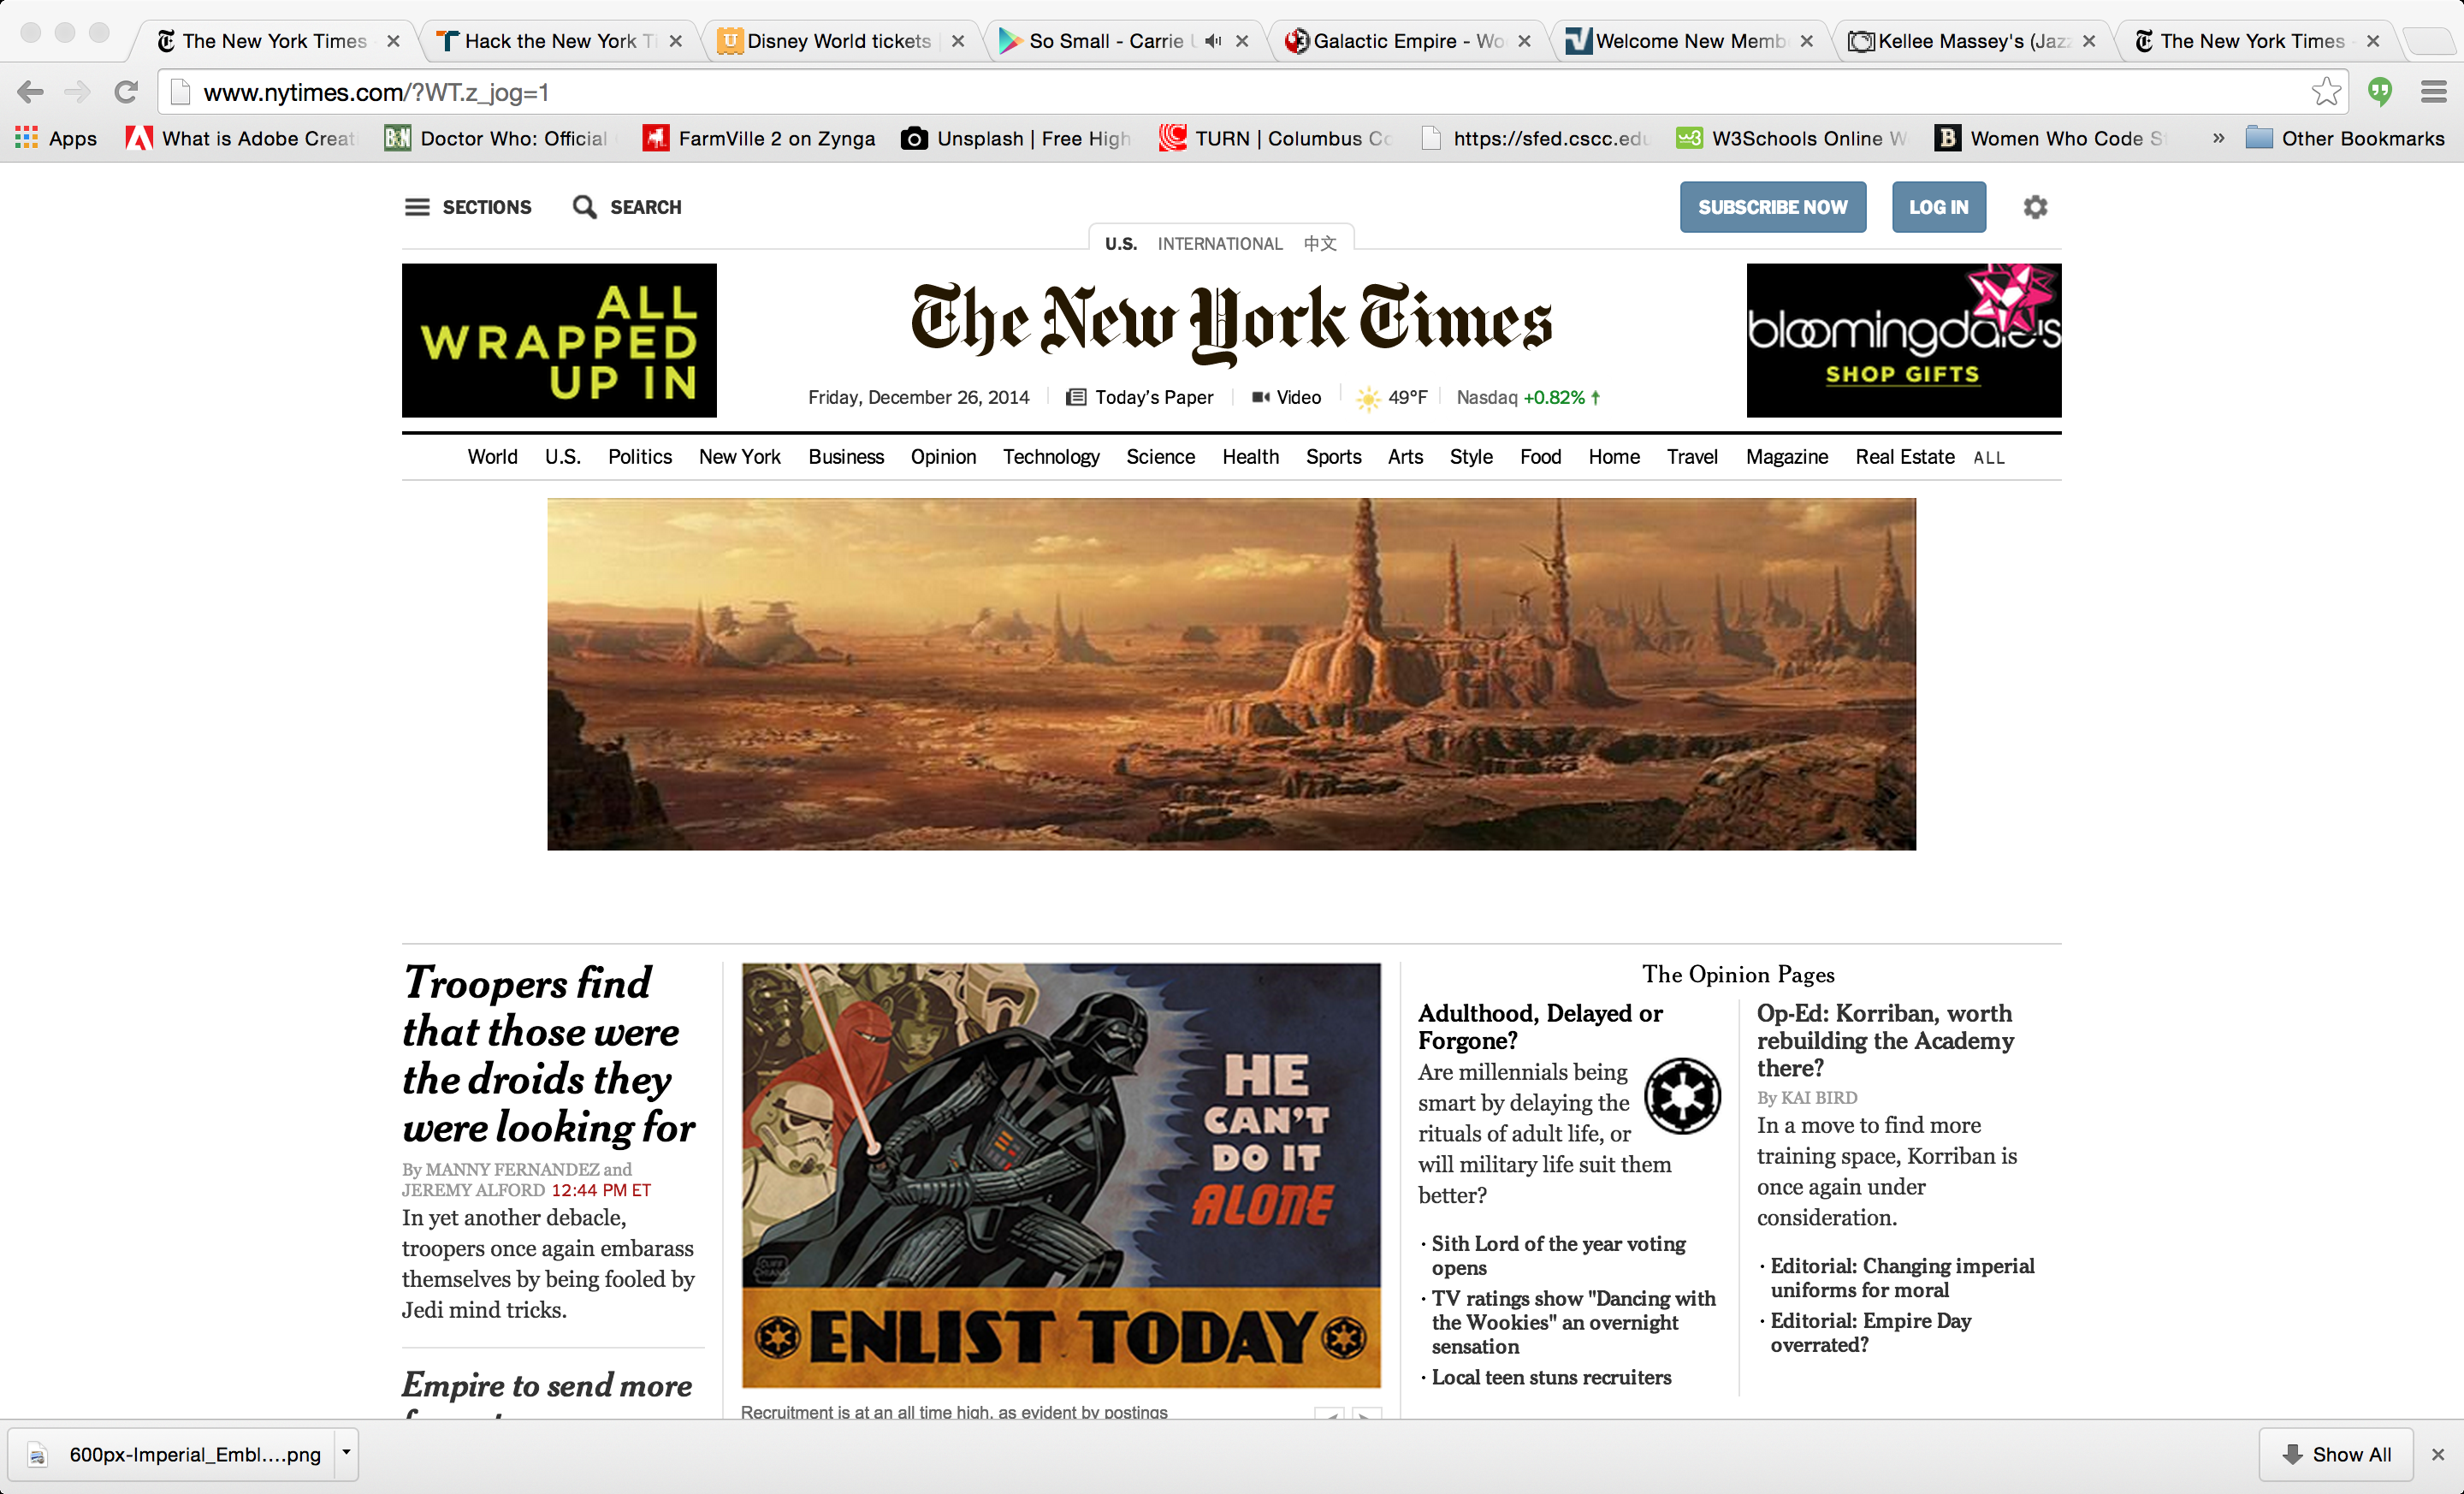 The New York Times
Hack the New York Ti
Disney World tickets
So Small - Carrie U
Galactic Empire - Wo
Welcome New Memb
Kellee Massey's (Jazz
The New York Times -
www.nytimes.com/?WT.z_jog=1
Apps
What is Adobe Creati
Doctor Who: Official
FarmVille 2 on Zynga
Unsplash | Free High
TURN | Columbus Co
https://sfed.cscc.edu
W3Schools Online W
Women Who Code S
»
Other Bookmarks
SECTIONS
SEARCH
SUBSCRIBE NOW
LOG IN
U.S. INTERNATIONAL 中文
ALL
WRAPPED
UP IN
The New York Times
bloomingdale's
SHOP GIFTS
Friday, December 26, 2014
Today's Paper
Video
49°F
Nasdaq +0.82%
World U.S. Politics New York Business Opinion Technology Science Health Sports Arts Style Food Home Travel Magazine Real Estate ALL
Troopers find
that those were
the droids they
were looking for
By MANNY FERNANDEZ and
JEREMY ALFORD 12:44 PM ET
In yet another debacle,
troopers once again embarass
themselves by being fooled by
Jedi mind tricks.
Empire to send more
HE
CAN'T
DO IT
ALONE
CLIFF
CHIANG
ENLIST TODAY
Recruitment is at an all time high, as evident by postings
The Opinion Pages
Adulthood, Delayed or
Forgone?
Are millennials being
smart by delaying the
rituals of adult life, or
will military life suit them
better?
· Sith Lord of the year voting
opens
· TV ratings show "Dancing with
the Wookies" an overnight
sensation
· Local teen stuns recruiters
Op-Ed: Korriban, worth
rebuilding the Academy
there?
By KAI BIRD
In a move to find more
training space, Korriban is
once again under
consideration.
· Editorial: Changing imperial
uniforms for moral
· Editorial: Empire Day
overrated?
600px-Imperial_Embl....png
Show All